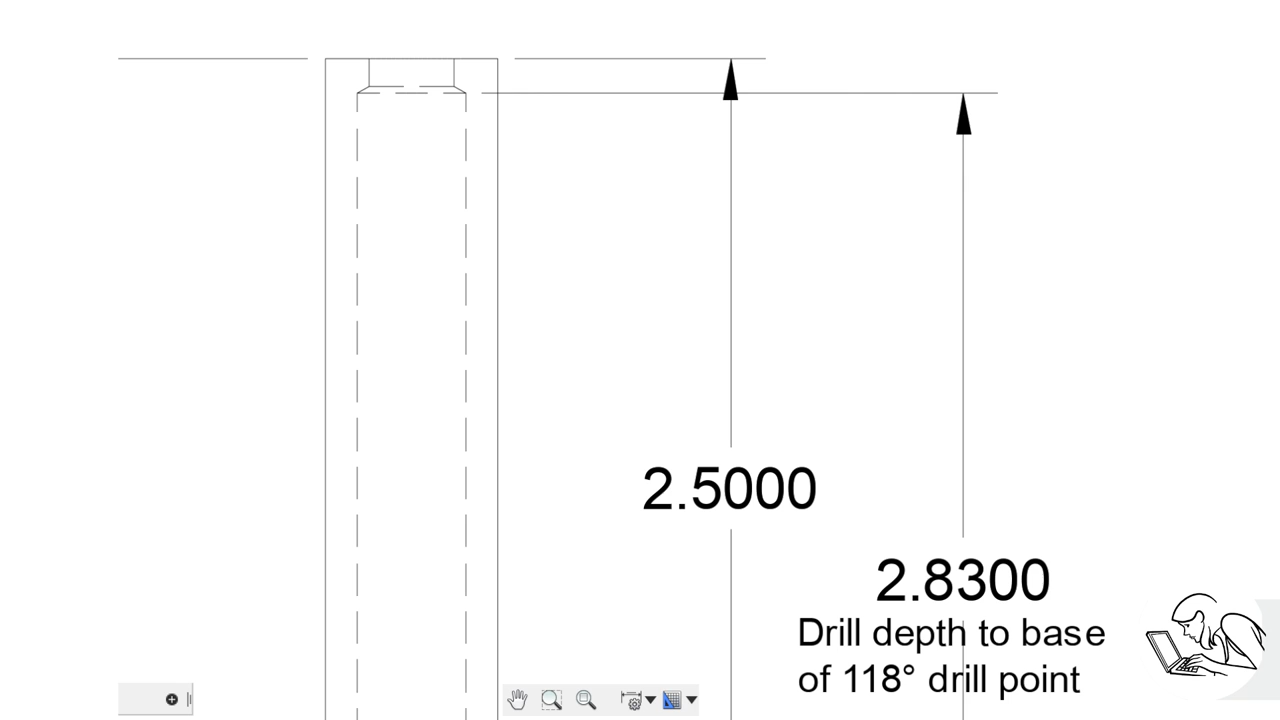 2.5000
2.8300
Drill depth to base
of 118° drill point